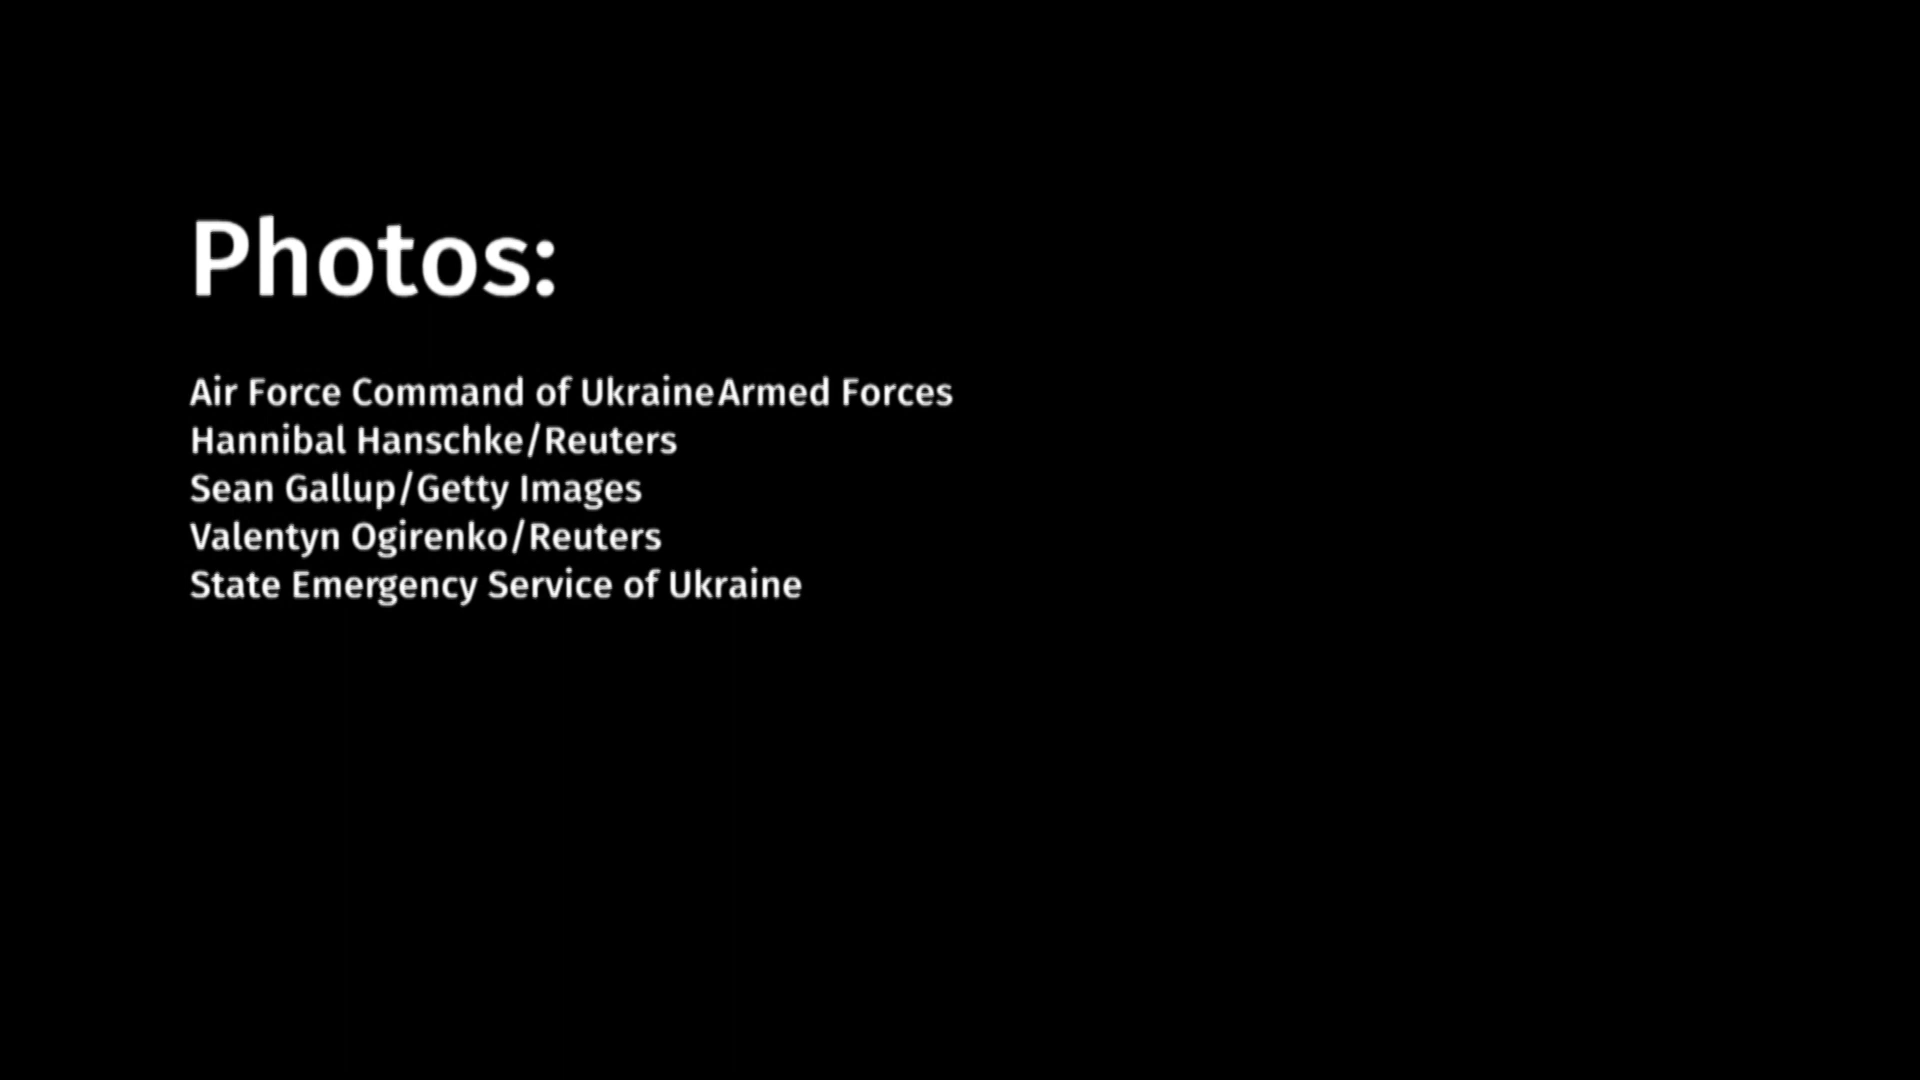 Photos:
Air Force Command of UkraineArmed Forces
Hannibal Hanschke/Reuters
Sean Gallup/Getty Images
Valentyn Ogirenko/Reuters
State Emergency Service of Ukraine